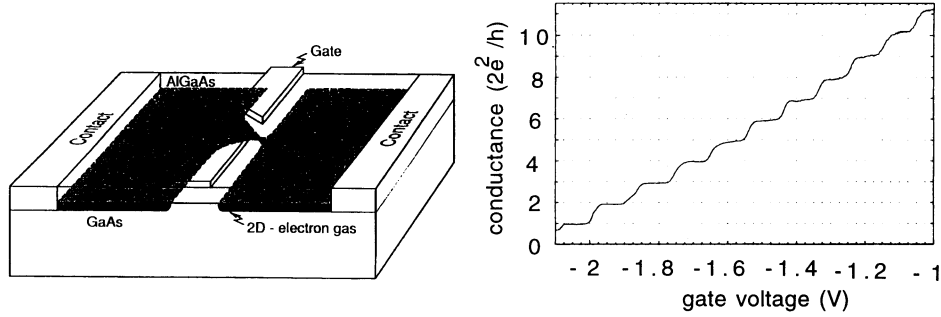 Gate
AlGaAs
Contact
Contact
GaAs
2D - electron gas
conductance (2e²/h)
10
8
6
4
2
0
- 2 -1.8 -1.6 -1.4 -1.2 - 1
gate voltage (V)